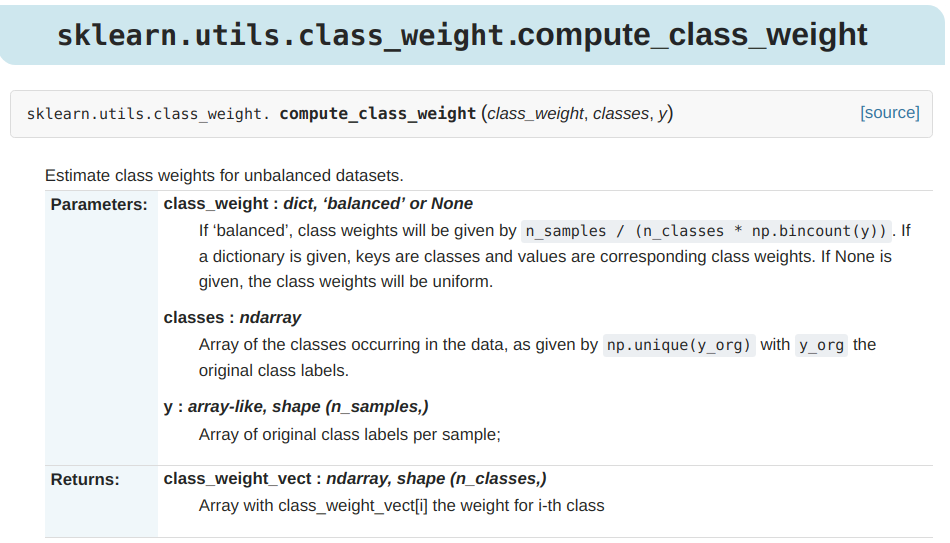 sklearn.utils.class_weight.compute_class_weight
sklearn.utils.class_weight. compute_class_weight (class_weight, classes, y) [source]
Estimate class weights for unbalanced datasets.
Parameters: class_weight : dict, ‘balanced’ or None
If ‘balanced’, class weights will be given by n_samples / (n_classes * np.bincount(y)). If
a dictionary is given, keys are classes and values are corresponding class weights. If None is
given, the class weights will be uniform.
classes : ndarray
Array of the classes occurring in the data, as given by np.unique(y_org) with y_org the
original class labels.
y : array-like, shape (n_samples,)
Array of original class labels per sample;
Returns: class_weight_vect : ndarray, shape (n_classes,)
Array with class_weight_vect[i] the weight for i-th class